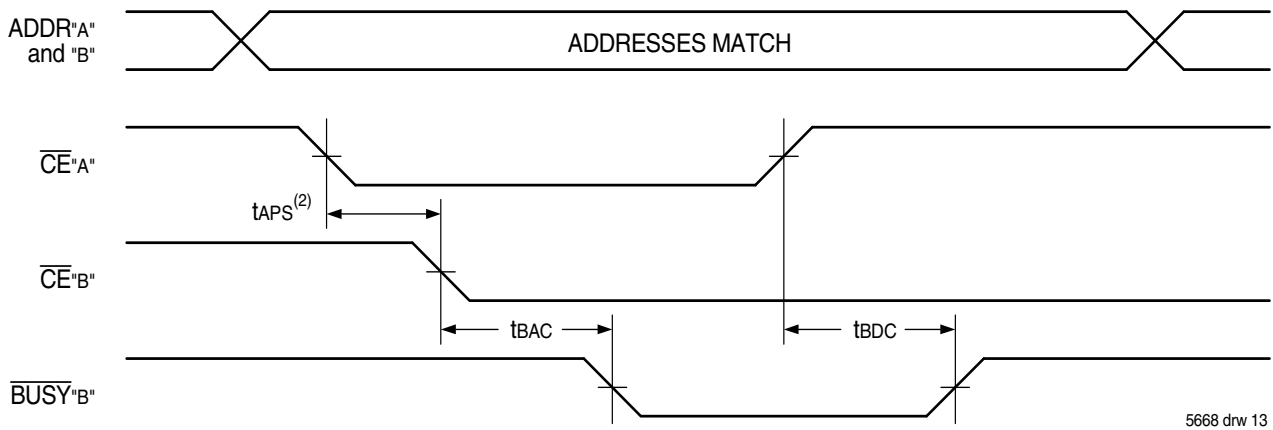 ADDR"A"
and "B"
ADDRESSES MATCH
CE"A"
tAPS(2)
CE"B"
tBAC
tBDC
BUSY"B"
5668 drw 13